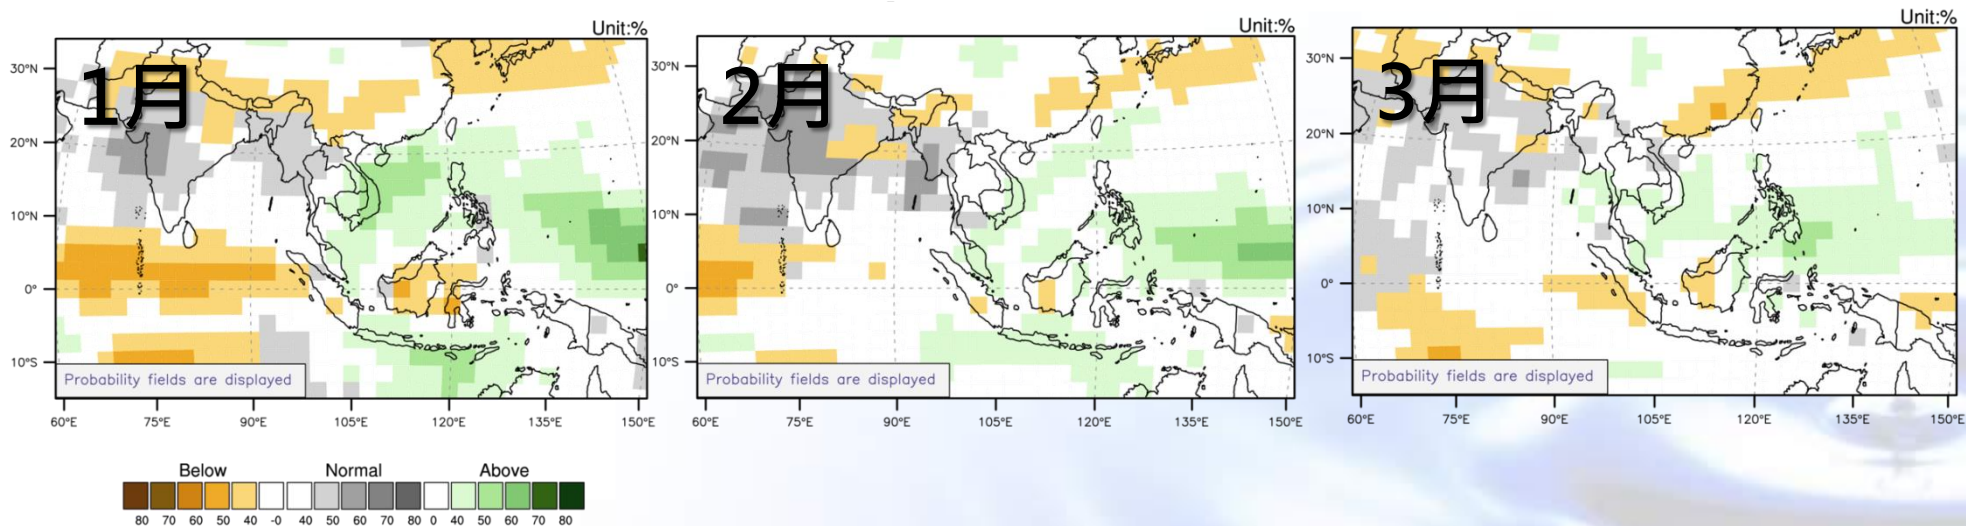 Unit:%
1月
30°N
20°N
10°N
0°
10°S
Probability fields are displayed
60°E 75°E 90°E 105°E 120°E 135°E 150°E
Unit:%
2月
30°N
20°N
10°N
0°
10°S
Probability fields are displayed
60°E 75°E 90°E 105°E 120°E 135°E 150°E
Unit:%
3月
30°N
20°N
10°N
0°
10°S
Probability fields are displayed
60°E 75°E 90°E 105°E 120°E 135°E 150°E
Below Normal Above
80 70 60 50 40 -0 40 50 60 70 80 0 40 50 60 70 80